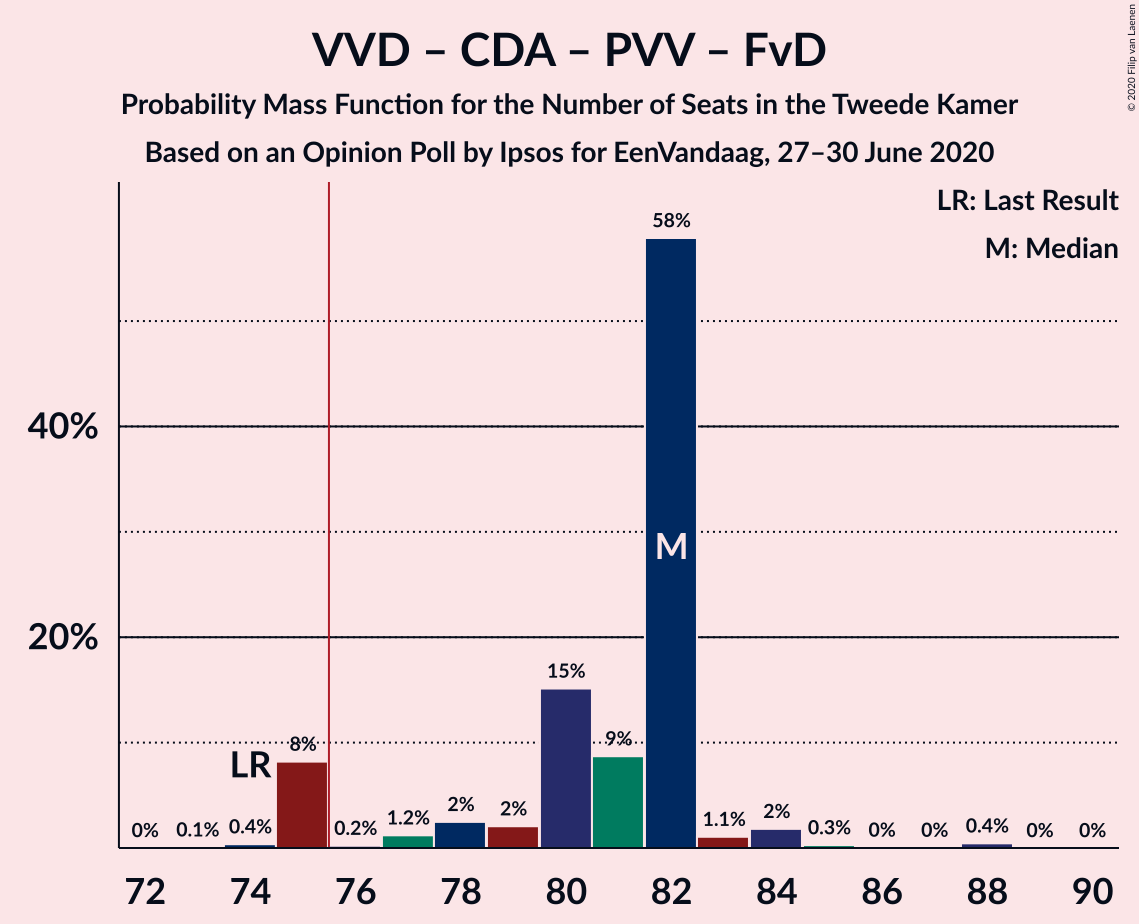 VVD – CDA – PVV – FvD
Probability Mass Function for the Number of Seats in the Tweede Kamer
Based on an Opinion Poll by Ipsos for EenVandaag, 27–30 June 2020
© 2020 Filip van Laenen
LR: Last Result
M: Median
40%
20%
0%
0.1%
0.4%
LR
8%
0.2%
1.2%
2%
2%
15%
9%
58%
M
1.1%
2%
0.3%
0%
0%
0.4%
0%
0%
72 74 76 78 80 82 84 86 88 90